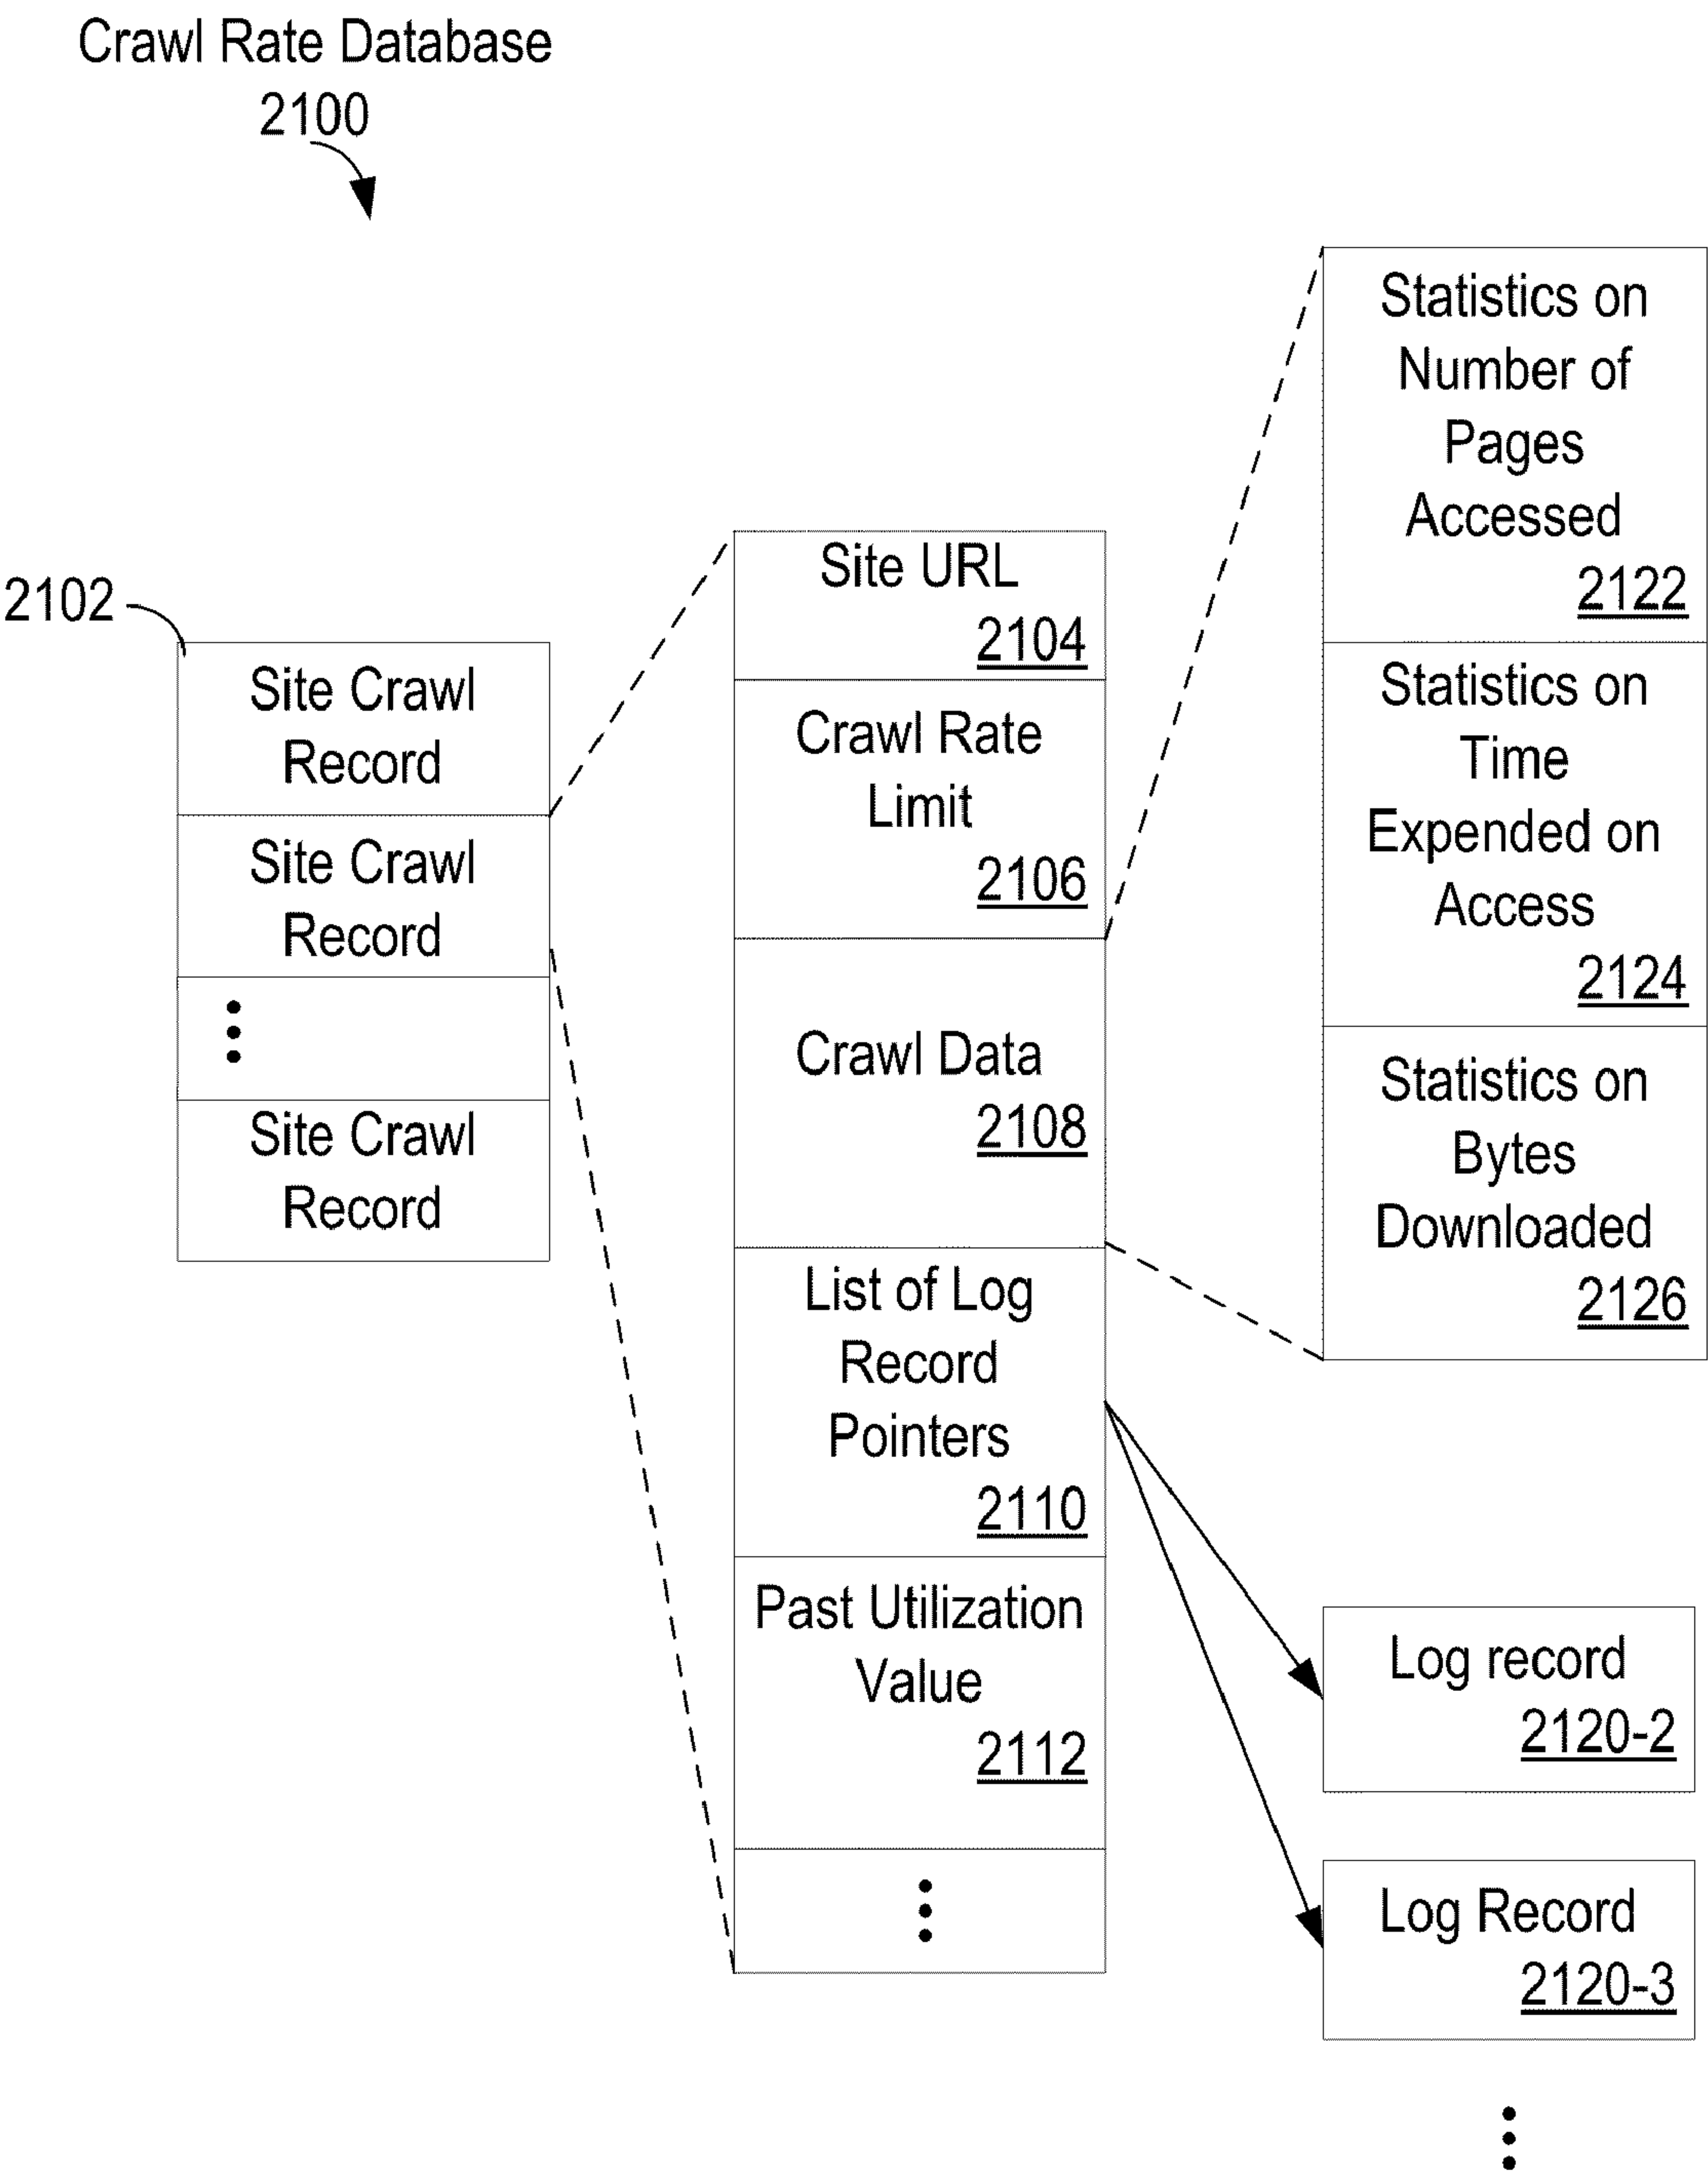 Crawl Rate Database
2100
2102
Site Crawl
Record
Site Crawl
Record
Site Crawl
Record
Site URL
2104
Crawl Rate
Limit
2106
Crawl Data
2108
List of Log
Record
Pointers
2110
Past Utilization
Value
2112
Statistics on
Number of
Pages
Accessed
2122
Statistics on
Time
Expended on
Access
2124
Statistics on
Bytes
Downloaded
2126
Log record
2120-2
Log Record
2120-3